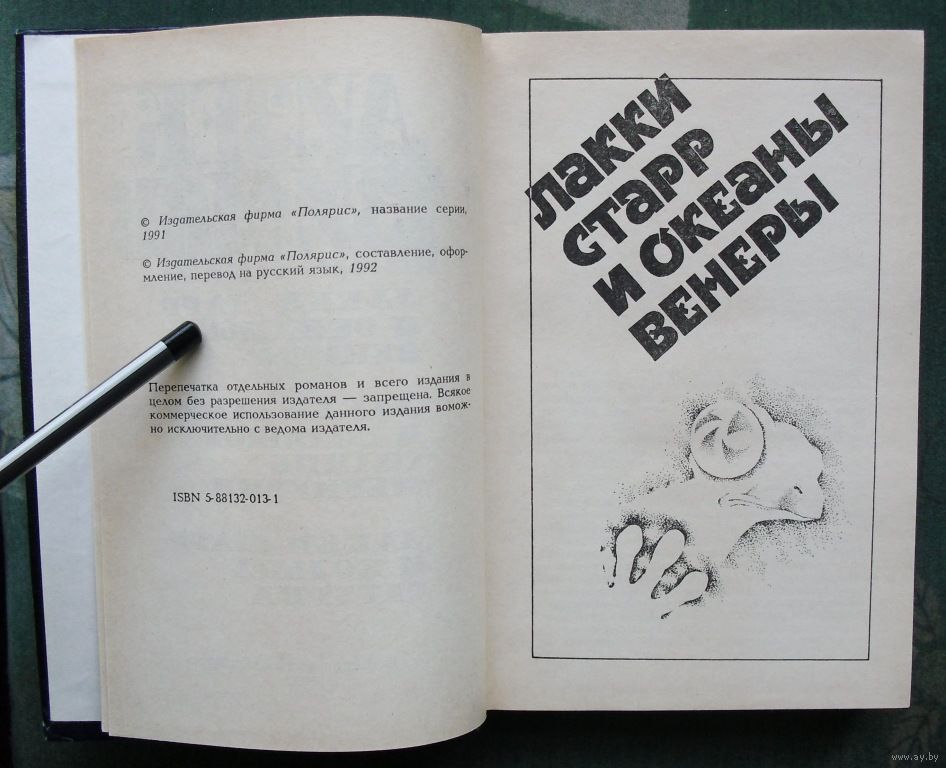 © Издательская фирма «Полярис», название серии,
1991
© Издательская фирма «Полярис», составление, офор-
мление, перевод на русский язык, 1992
Перепечатка отдельных романов и всего издания в
целом без разрешения издателя — запрещена. Всякое
коммерческое использование данного издания вомож-
но исключительно с ведома издателя.
ISBN 5-88132-013-1
ЛАККИ
СТАРР
И ОКЕАНЫ
ВЕНЕРЫ
www.ay.by